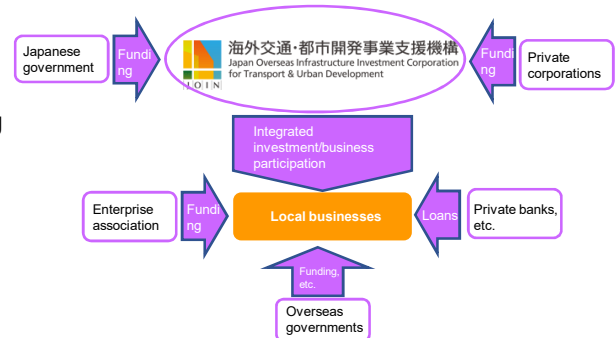 Japanese
government
Fundi
ng
海外交通・都市開発事業支援機構
Japan Overseas Infrastructure Investment Corporation
for Transport & Urban Development
JOIN
Fundi
ng
Private
corporations
g
Integrated
investment/business
participation
Enterprise
association
Fundi
ng
Local businesses
Loans
Private banks,
etc.
Funding,
etc.
Overseas
governments